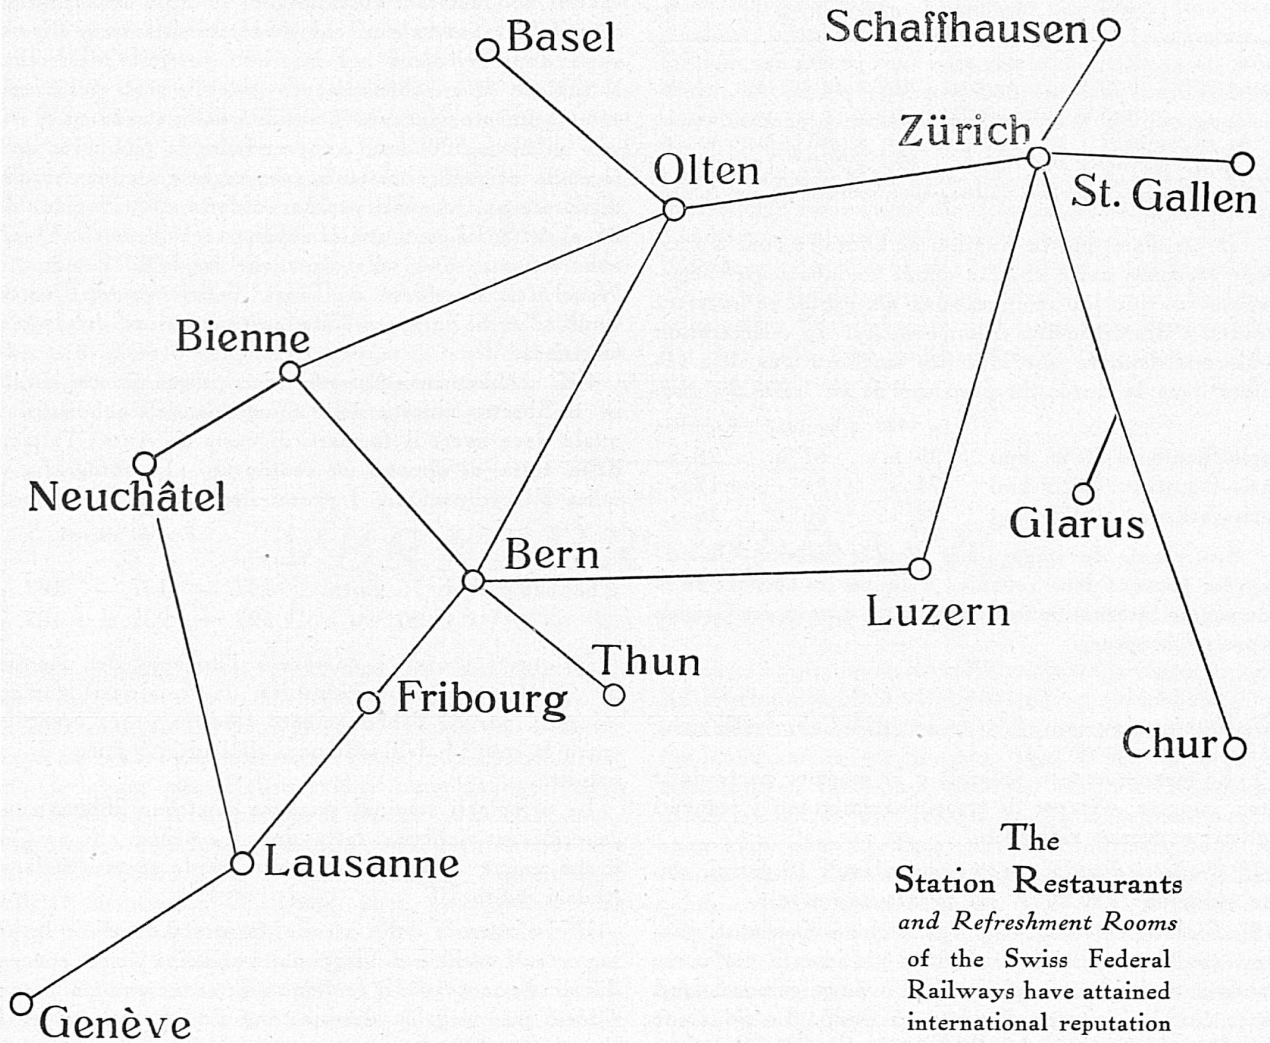 Schaffhausen
Basel
Zürich
Olten
St. Gallen
Bienne
Neuchâtel
Glarus
Bern
Luzern
Thun
Fribourg
Chur
Lausanne
Genève
The
Station Restaurants
and Refreshment Rooms
of the Swiss Federal
Railways have attained
international reputation